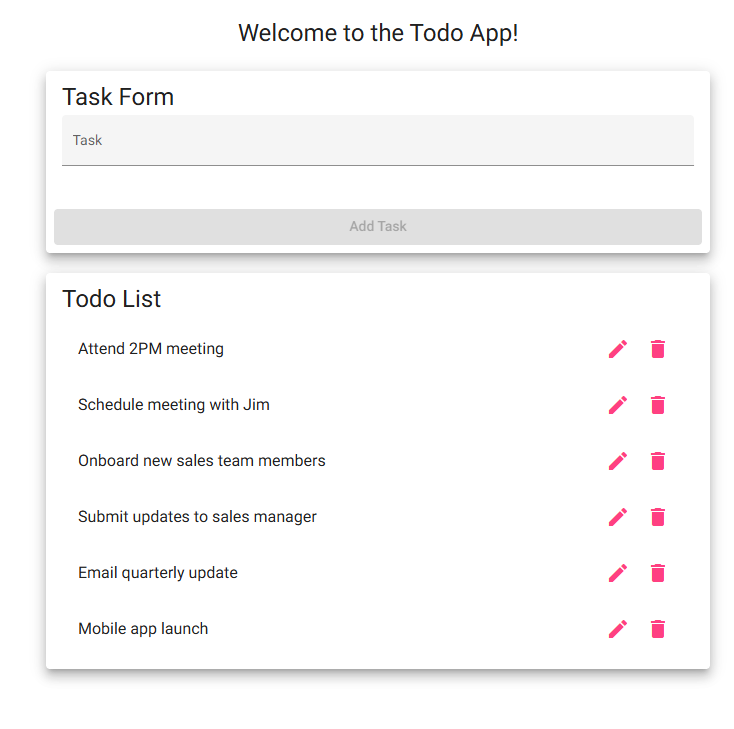 Welcome to the Todo App!
Task Form
Task
Add Task
Todo List
Attend 2PM meeting
Schedule meeting with Jim
Onboard new sales team members
Submit updates to sales manager
Email quarterly update
Mobile app launch